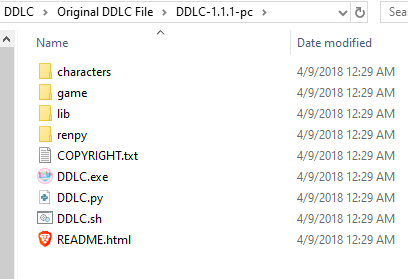 DDLC > Original DDLC File > DDLC-1.1.1-pc > Sea
Name Date modified
characters 4/9/2018 12:29 AM
game 4/9/2018 12:29 AM
lib 4/9/2018 12:29 AM
renpy 4/9/2018 12:29 AM
COPYRIGHT.txt 4/9/2018 12:29 AM
DDLC.exe 4/9/2018 12:29 AM
DDLC.py 4/9/2018 12:29 AM
DDLC.sh 4/9/2018 12:29 AM
README.html 4/9/2018 12:29 AM